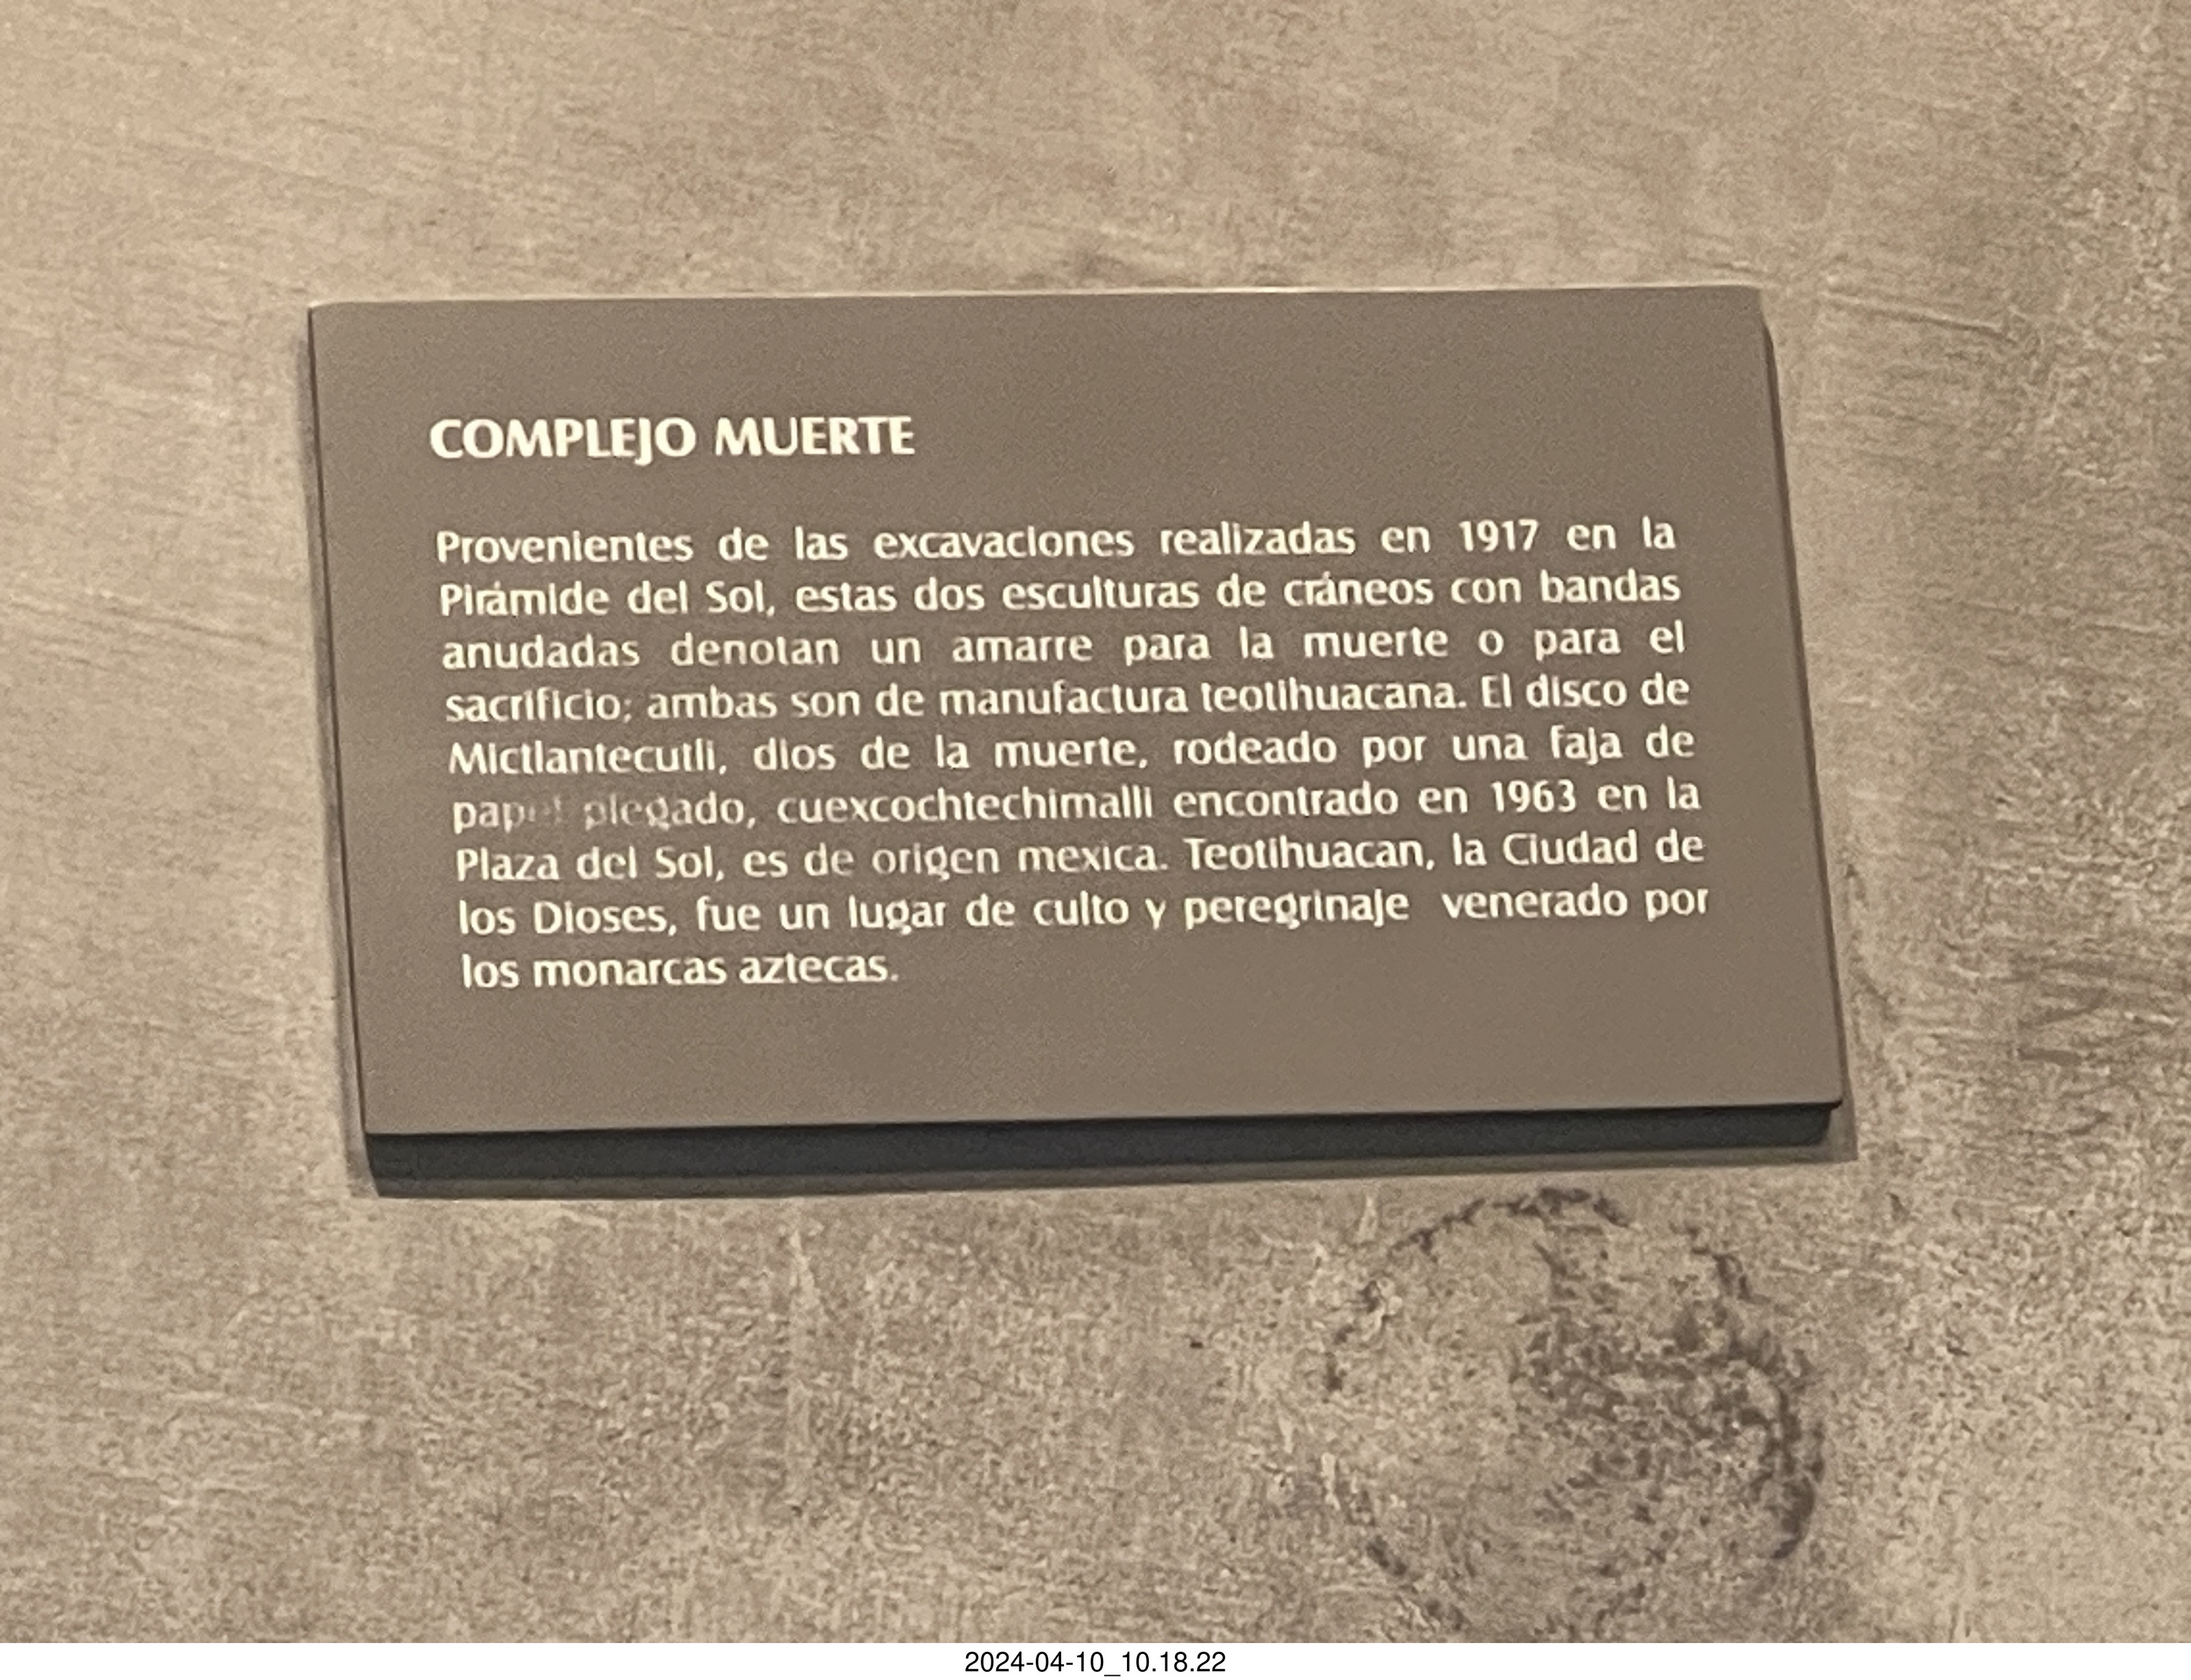 COMPLEJO MUERTE
Provenientes de las excavaciones realizadas en 1917 en la
Pirámide del Sol, estas dos esculturas de cráneos con bandas
anudadas denotan un amarre para la muerte o para el
sacrificio; ambas son de manufactura teotihuacana. El disco de
Mictlantecutli, dios de la muerte, rodeado por una faja de
papel plegado, cuexcochtechimalli encontrado en 1963 en la
Plaza del Sol, es de origen mexica. Teotihuacan, la Ciudad de
los Dioses, fue un lugar de culto y peregrinaje venerado por
los monarcas aztecas.
2024-04-10_10.18.22